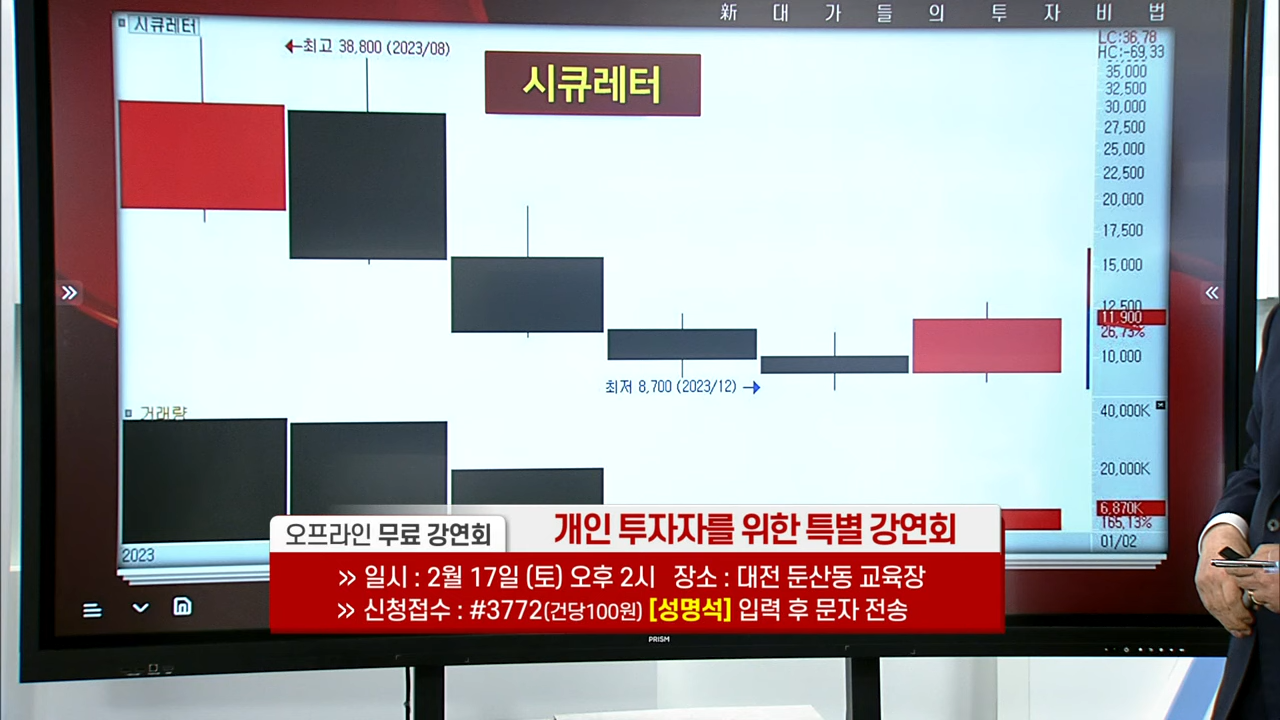 新 대 가 들 의 투 자 비 법
시큐레터
최고 38,800 (2023/08)
시큐레터
LC:36,78
HC:-69,33
35,000
32,500
30,000
27,500
25,000
22,500
20,000
17,500
15,000
12,500
11,900
26,73%
10,000
최저 8,700 (2023/12)
거래량
40,000K
20,000K
6,870K
165,13%
2023
01/02
오프라인 무료 강연회
개인 투자자를 위한 특별 강연회
» 일시 : 2월 17일 (토) 오후 2시 장소 : 대전 둔산동 교육장
» 신청접수 : #3772(건당100원) [성명석] 입력 후 문자 전송
PRISM